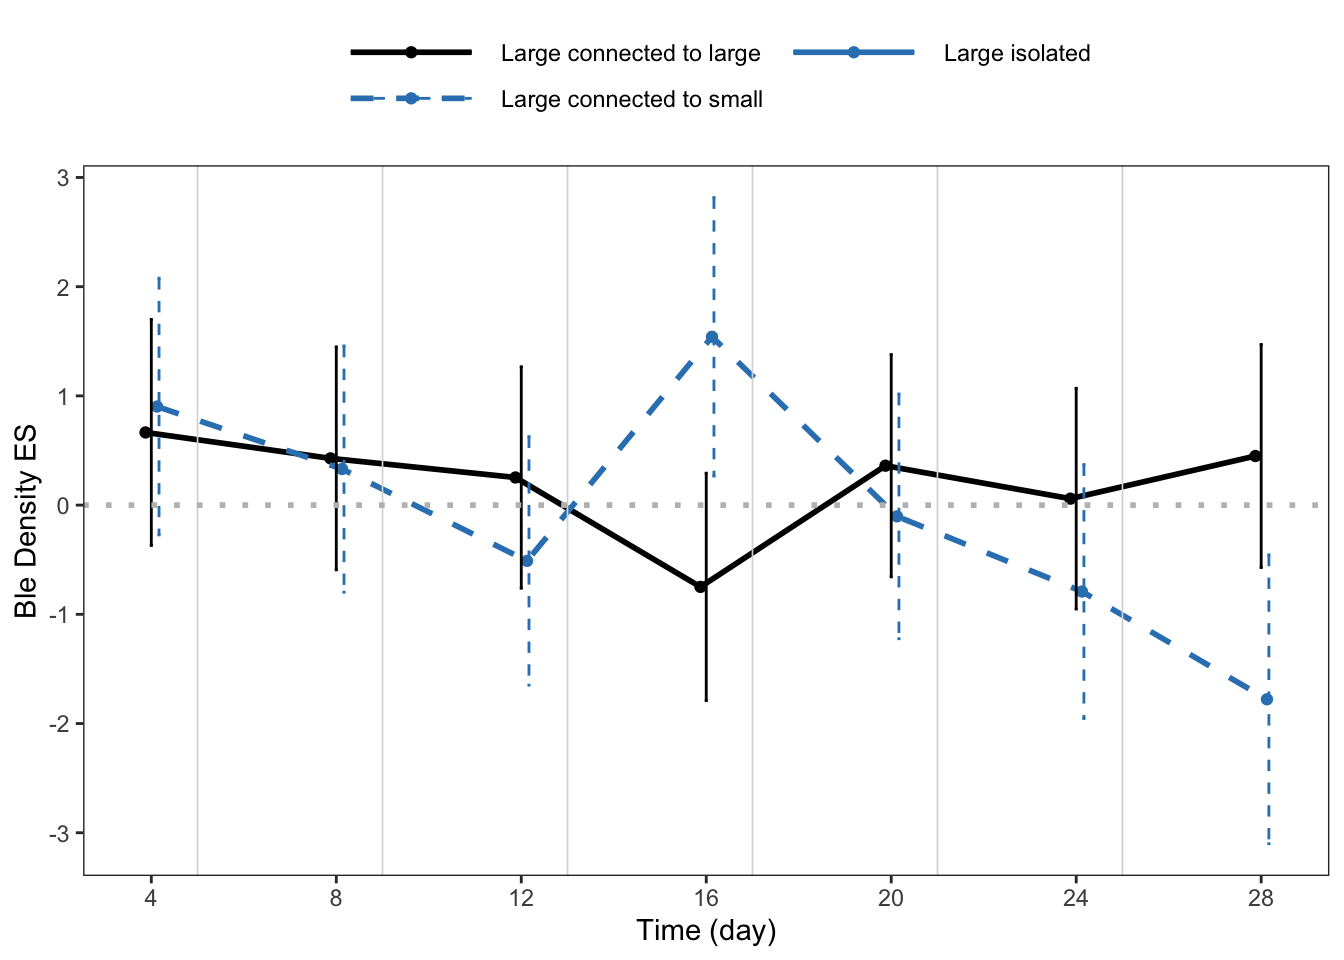 Large connected to large
Large isolated
Large connected to small
Ble Density ES
3
2
1
0
-1
-2
-3
4 8 12 16 20 24 28
Time (day)